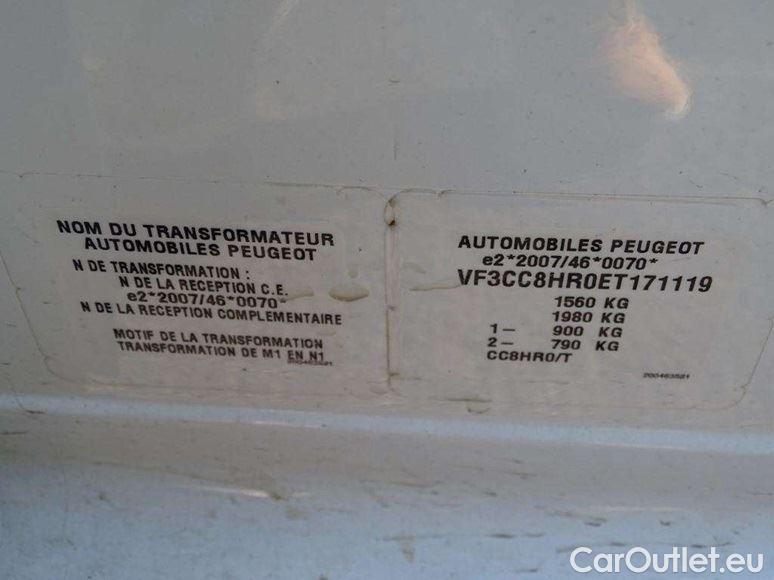 NOM DU TRANSFORMATEUR
AUTOMOBILES PEUGEOT
N DE TRANSFORMATION :
N DE LA RECEPTION C.E.
e2*2007/46*0070*
N DE LA RECEPTION COMPLEMENTAIRE
MOTIF DE LA TRANSFORMATION
TRANSFORMATION DE M1 EN N1
200463521
AUTOMOBILES PEUGEOT
e2*2007/46*0070*
VF3CC8HR0ET171119
1560 KG
1980 KG
1– 900 KG
2– 790 KG
CC8HR0/T
200463521
CarOutlet.eu